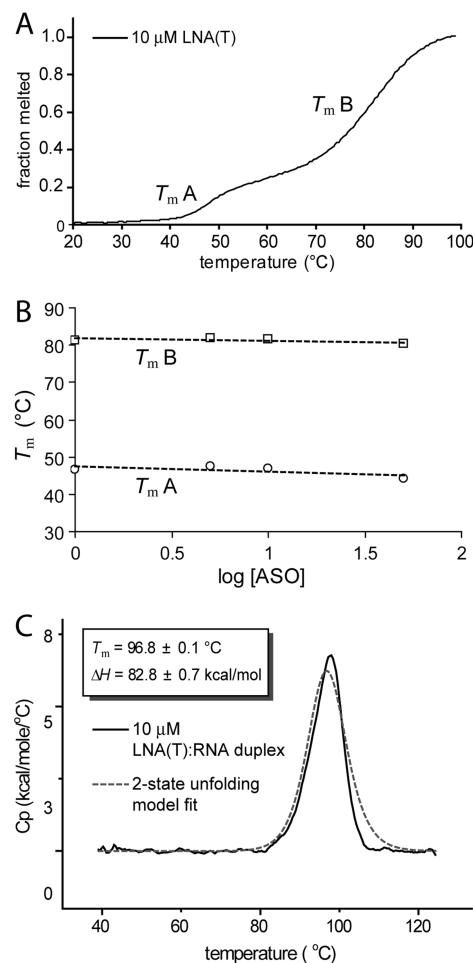 A
10 μM LNA(T)
fraction melted
1.0
0.8
0.6
0.4
0.2
0
Tm B
Tm A
20 30 40 50 60 70 80 90 100
temperature (°C)
B
Tm (°C)
90
80
70
60
50
40
30
Tm B
Tm A
0 0.5 1 1.5 2
log [ASO]
C
Cp (kcal/mole/°C)
8
5
3
0
Tm = 96.8 ± 0.1 °C
ΔH = 82.8 ± 0.7 kcal/mol
10 μM
LNA(T):RNA duplex
2-state unfolding
model fit
40 60 80 100 120
temperature ( °C)